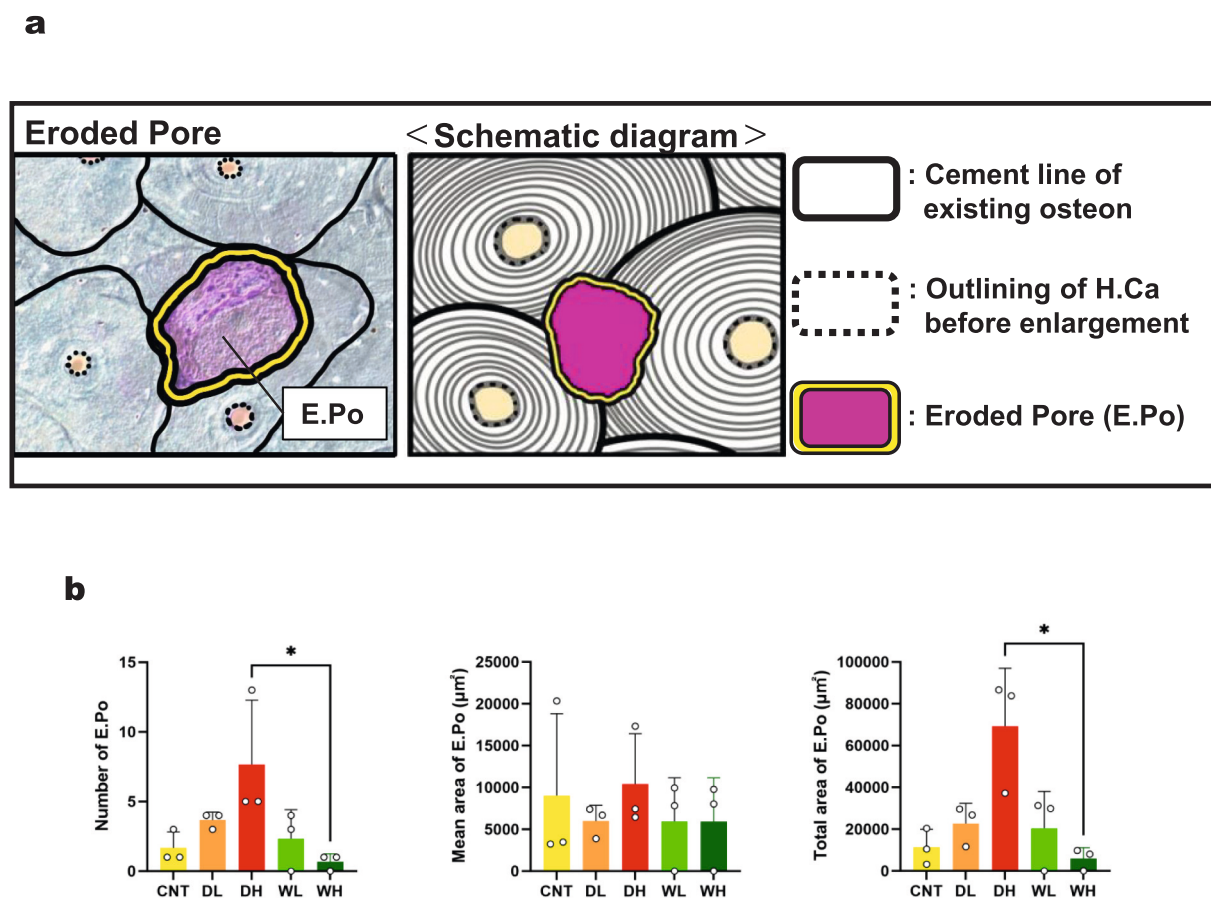 a
Eroded Pore
<Schematic diagram>
E.Po
: Cement line of
existing osteon
: Outlining of H.Ca
before enlargement
: Eroded Pore (E.Po)
b
Number of E.Po
15
10
5
0
CNT DL DH WL WH
*
Mean area of E.Po (μm²)
25000
20000
15000
10000
5000
0
CNT DL DH WL WH
Total area of E.Po (μm²)
100000
80000
60000
40000
20000
0
CNT DL DH WL WH
*